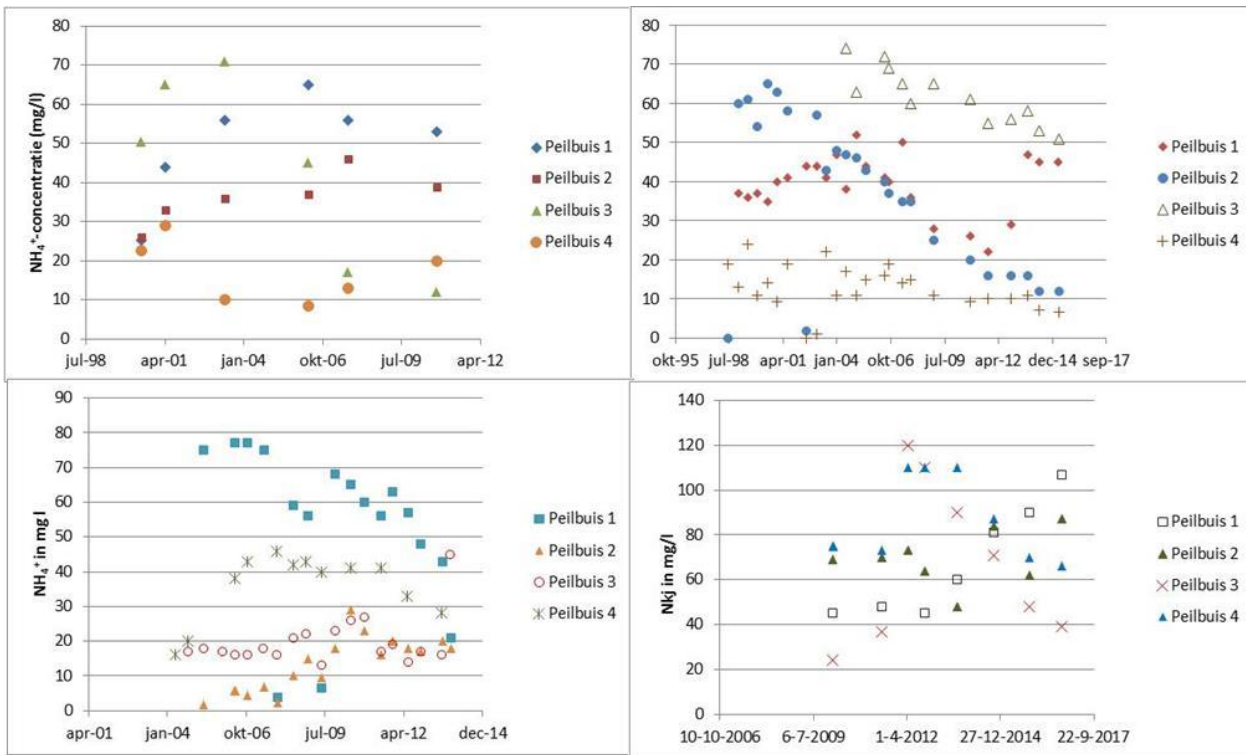 NH₄⁺-concentratie (mg/l)
80
70
60
50
40
30
20
10
0
jul-98 apr-01 jan-04 okt-06 jul-09 apr-12
Peilbuis 1
Peilbuis 2
Peilbuis 3
Peilbuis 4
80
70
60
50
40
30
20
10
0
okt-95 jul-98 apr-01 jan-04 okt-06 jul-09 apr-12 dec-14 sep-17
Peilbuis 1
Peilbuis 2
Peilbuis 3
Peilbuis 4
NH₄⁺ in mg l
90
80
70
60
50
40
30
20
10
0
apr-01 jan-04 okt-06 jul-09 apr-12 dec-14
Peilbuis 1
Peilbuis 2
Peilbuis 3
Peilbuis 4
Nkj in mg/l
140
120
100
80
60
40
20
0
10-10-2006 6-7-2009 1-4-2012 27-12-2014 22-9-2017
Peilbuis 1
Peilbuis 2
Peilbuis 3
Peilbuis 4